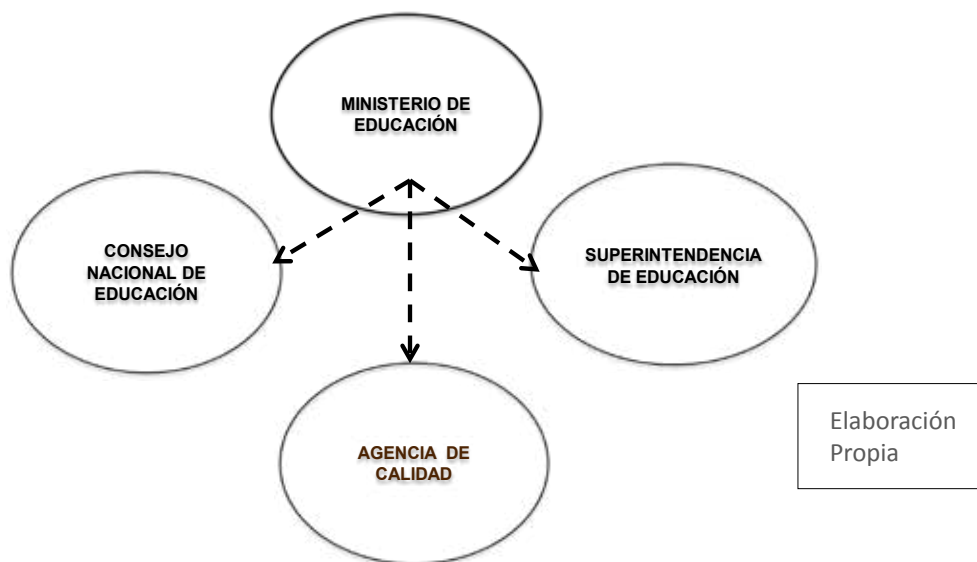 MINISTERIO DE
EDUCACIÓN
CONSEJO
NACIONAL DE
EDUCACIÓN
SUPERINTENDENCIA
DE EDUCACIÓN
AGENCIA DE
CALIDAD
Elaboración
Propia